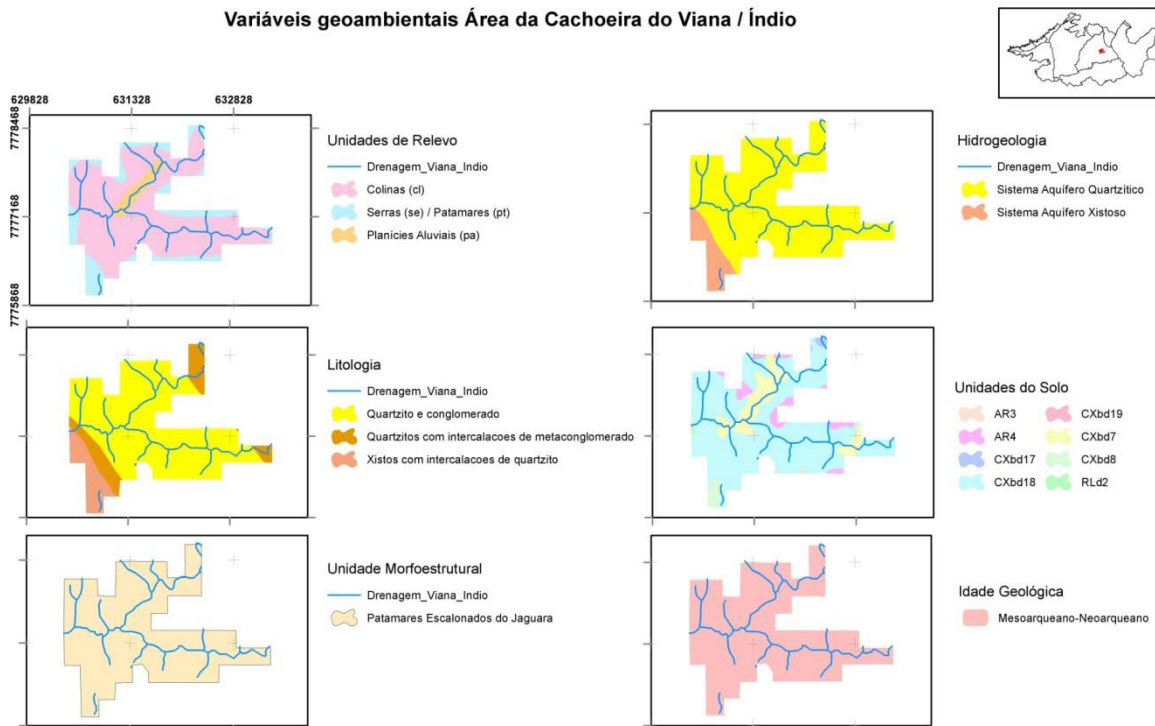 Variáveis geoambientais Área da Cachoeira do Viana / Índio
629828
631328
632828
7778468
7777168
7775868
Unidades de Relevo
Drenagem_Viana_Indio
Colinas (cl)
Serras (se) / Patamares (pt)
Planícies Aluviais (pa)
Hidrogeologia
Drenagem_Viana_Indio
Sistema Aquífero Quartzítico
Sistema Aquífero Xistoso
Litologia
Drenagem_Viana_Indio
Quartzito e conglomerado
Quartzitos com intercalacoes de metaconglomerado
Xistos com intercalacoes de quartzito
Unidades do Solo
AR3
CXbd19
AR4
CXbd7
CXbd17
CXbd8
CXbd18
RLd2
Unidade Morfoestrutural
Drenagem_Viana_Indio
Patamares Escalonados do Jaguara
Idade Geológica
Mesoarqueano-Neoarqueano